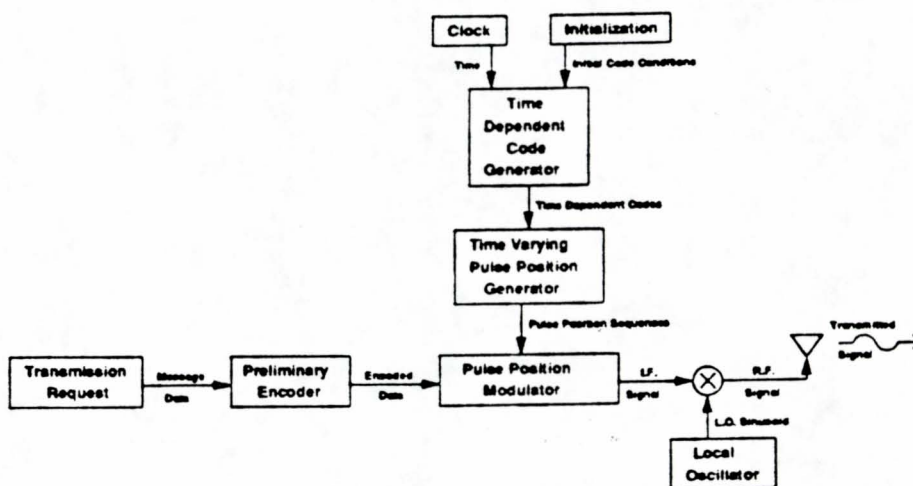 Clock
Initialization
Time
Initial Code Conditions
Time
Dependent
Code
Generator
Time Dependent Codes
Time Varying
Pulse Position
Generator
Pulse Position Sequences
Transmission
Request
Message
Data
Preliminary
Encoder
Encoded
Data
Pulse Position
Modulator
I.F.
Signal
R.F.
Signal
Transmitted
Signal
L.O. Sinusoid
Local
Oscillator